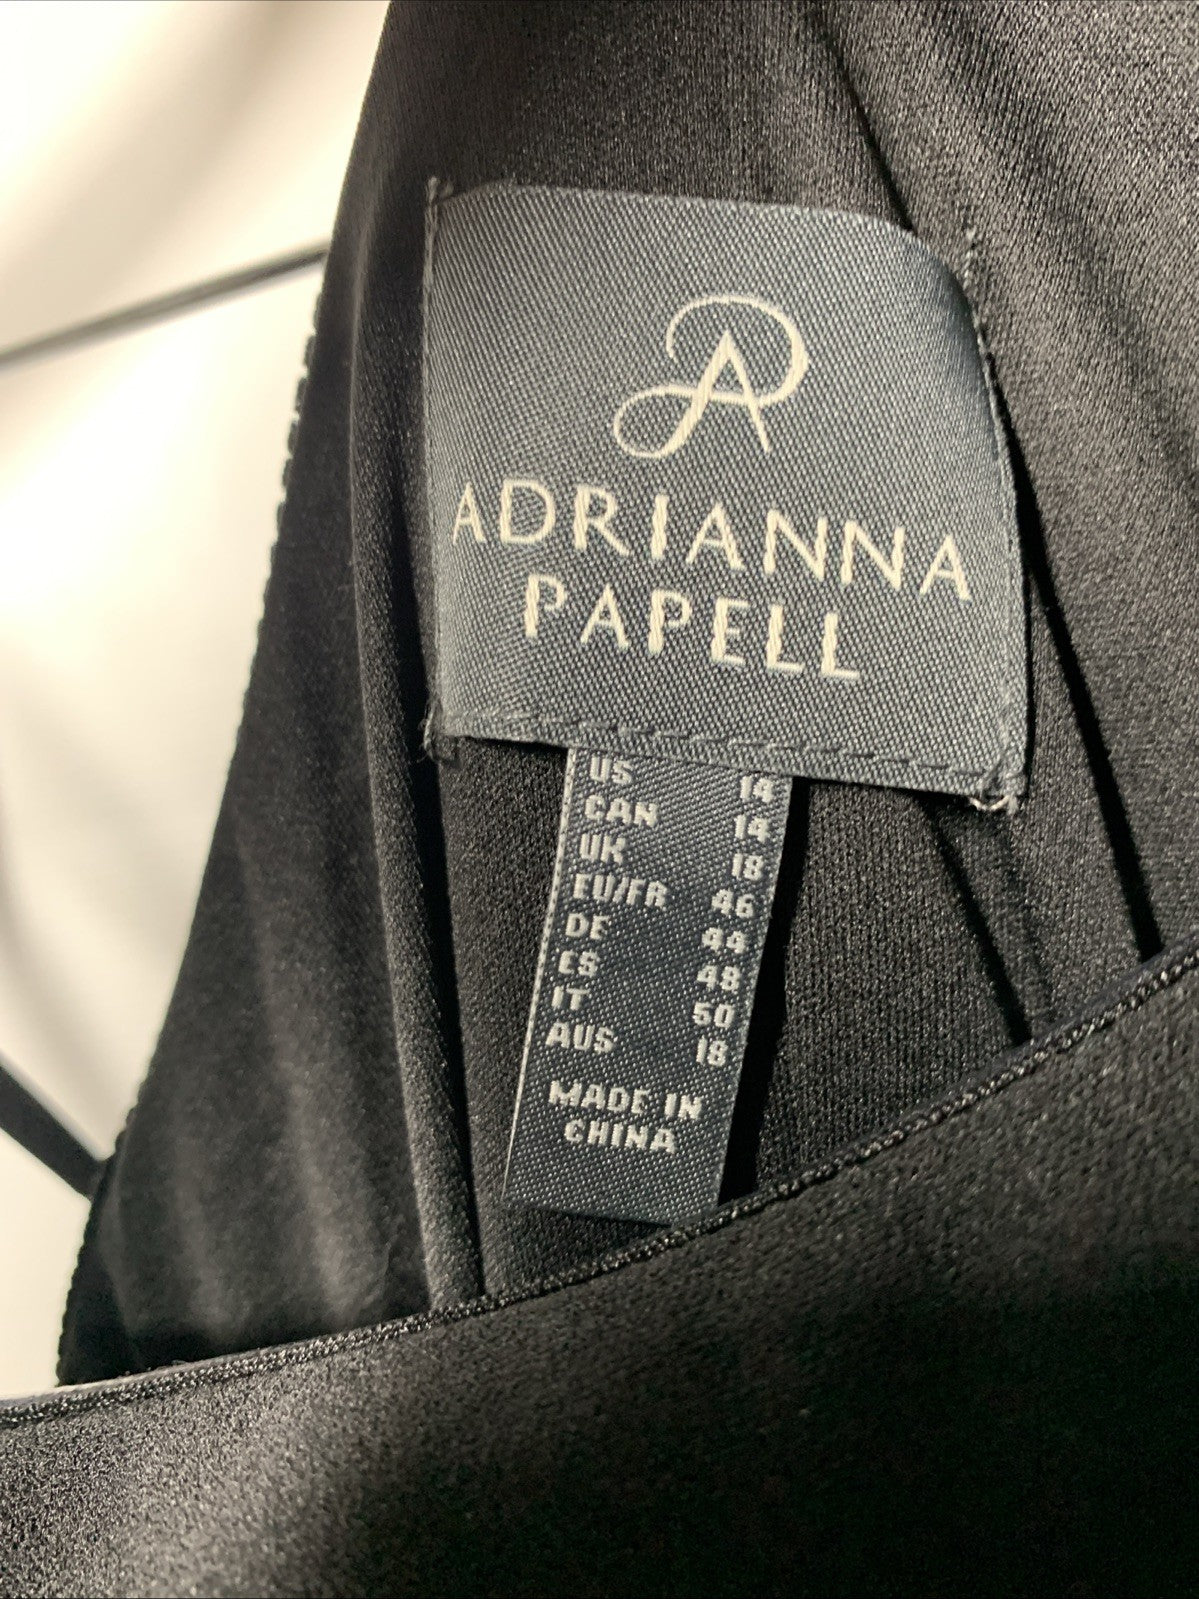 AP
ADRIANNA
PAPELL
US 14
CAN 14
UK 18
EU/FR 46
DE 44
ES 48
IT 50
AUS 18
MADE IN
CHINA